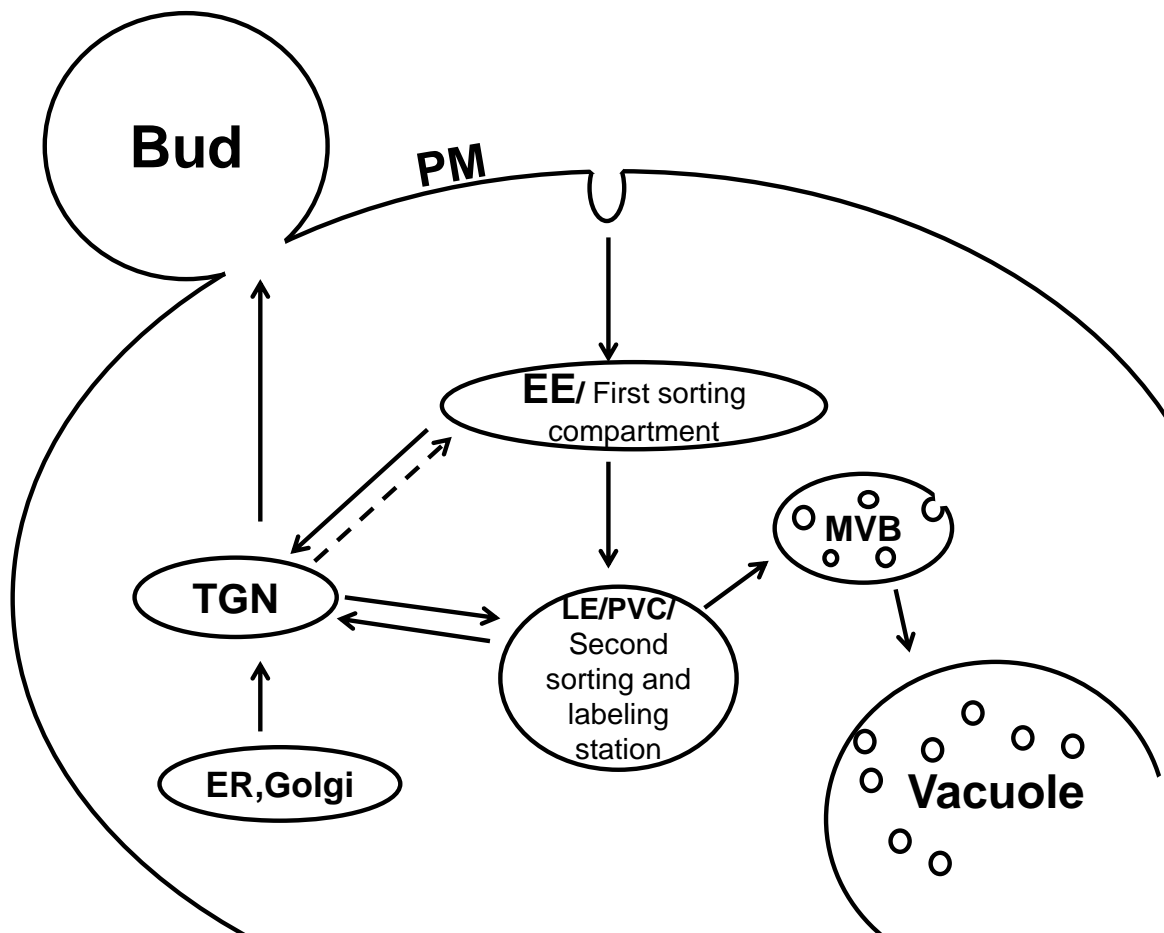 Bud
PM
EE/ First sorting
compartment
MVB
TGN
LE/PVC/
Second
sorting and
labeling
station
ER,Golgi
Vacuole